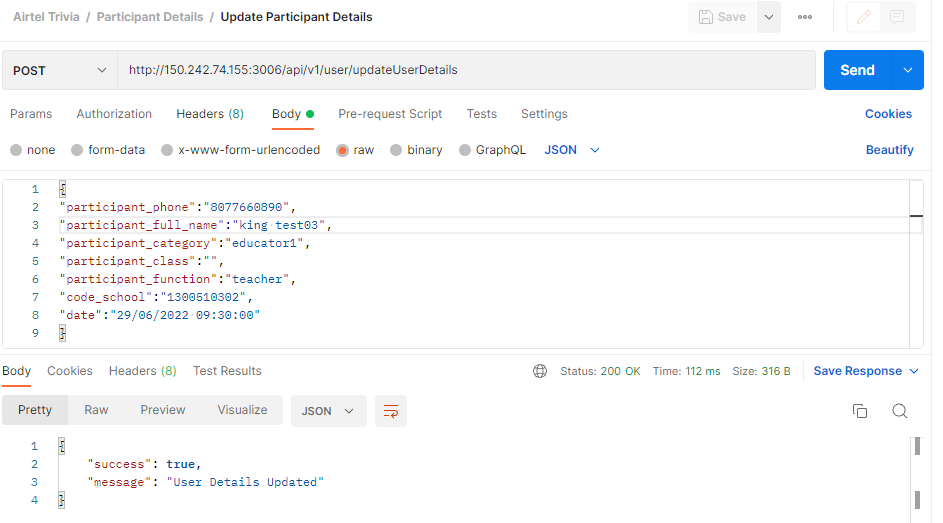 Airtel Trivia / Participant Details / Update Participant Details Save
POST http://150.242.74.155:3006/api/v1/user/updateUserDetails Send
Params Authorization Headers (8) Body Pre-request Script Tests Settings Cookies
none form-data x-www-form-urlencoded raw binary GraphQL JSON Beautify
1 {
2 "participant_phone":"8077660890",
3 "participant_full_name":"king test03",
4 "participant_category":"educator1",
5 "participant_class":"",
6 "participant_function":"teacher",
7 "code_school":"1300510302",
8 "date":"29/06/2022 09:30:00"
9 }
Body Cookies Headers (8) Test Results Status: 200 OK Time: 112 ms Size: 316 B Save Response
Pretty Raw Preview Visualize JSON
1 {
2 "success": true,
3 "message": "User Details Updated"
4 }